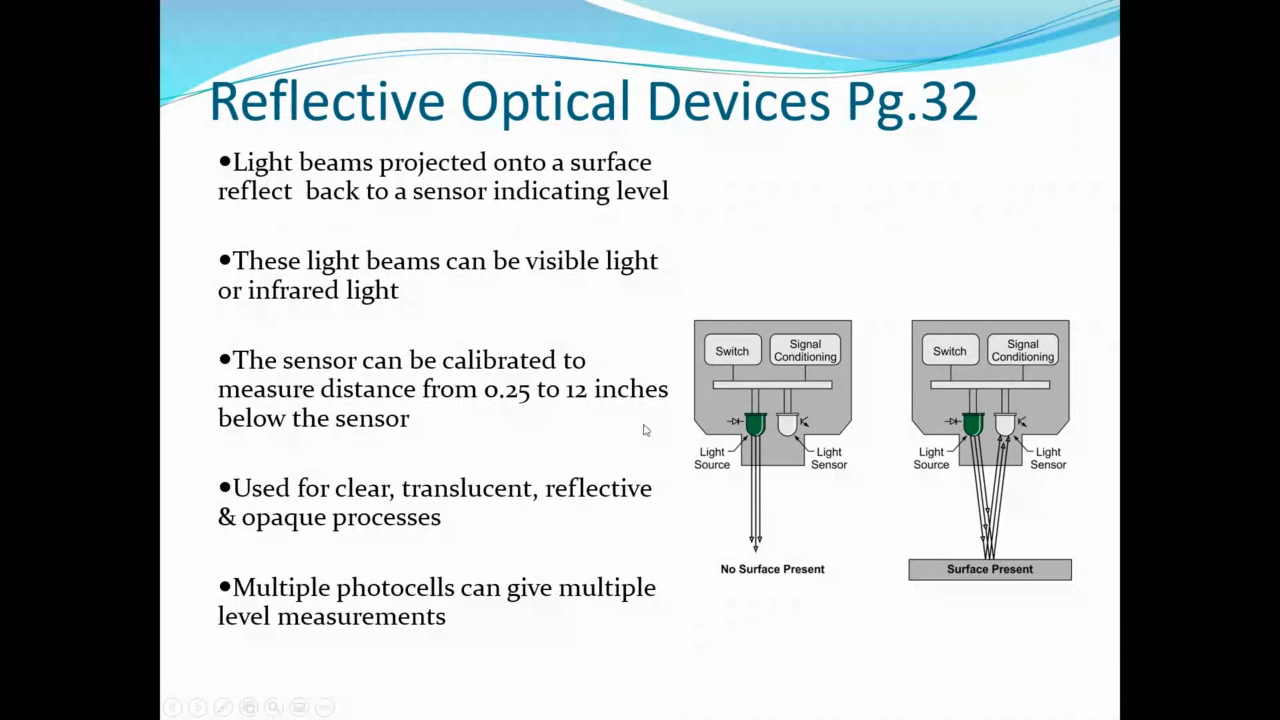 Reflective Optical Devices Pg.32
•Light beams projected onto a surface
reflect  back to a sensor indicating level
•These light beams can be visible light
or infrared light
•The sensor can be calibrated to
measure distance from 0.25 to 12 inches
below the sensor
•Used for clear, translucent, reflective
& opaque processes
•Multiple photocells can give multiple
level measurements
Switch
Signal
Conditioning
Light
Source
Light
Sensor
No Surface Present
Switch
Signal
Conditioning
Light
Source
Light
Sensor
Surface Present